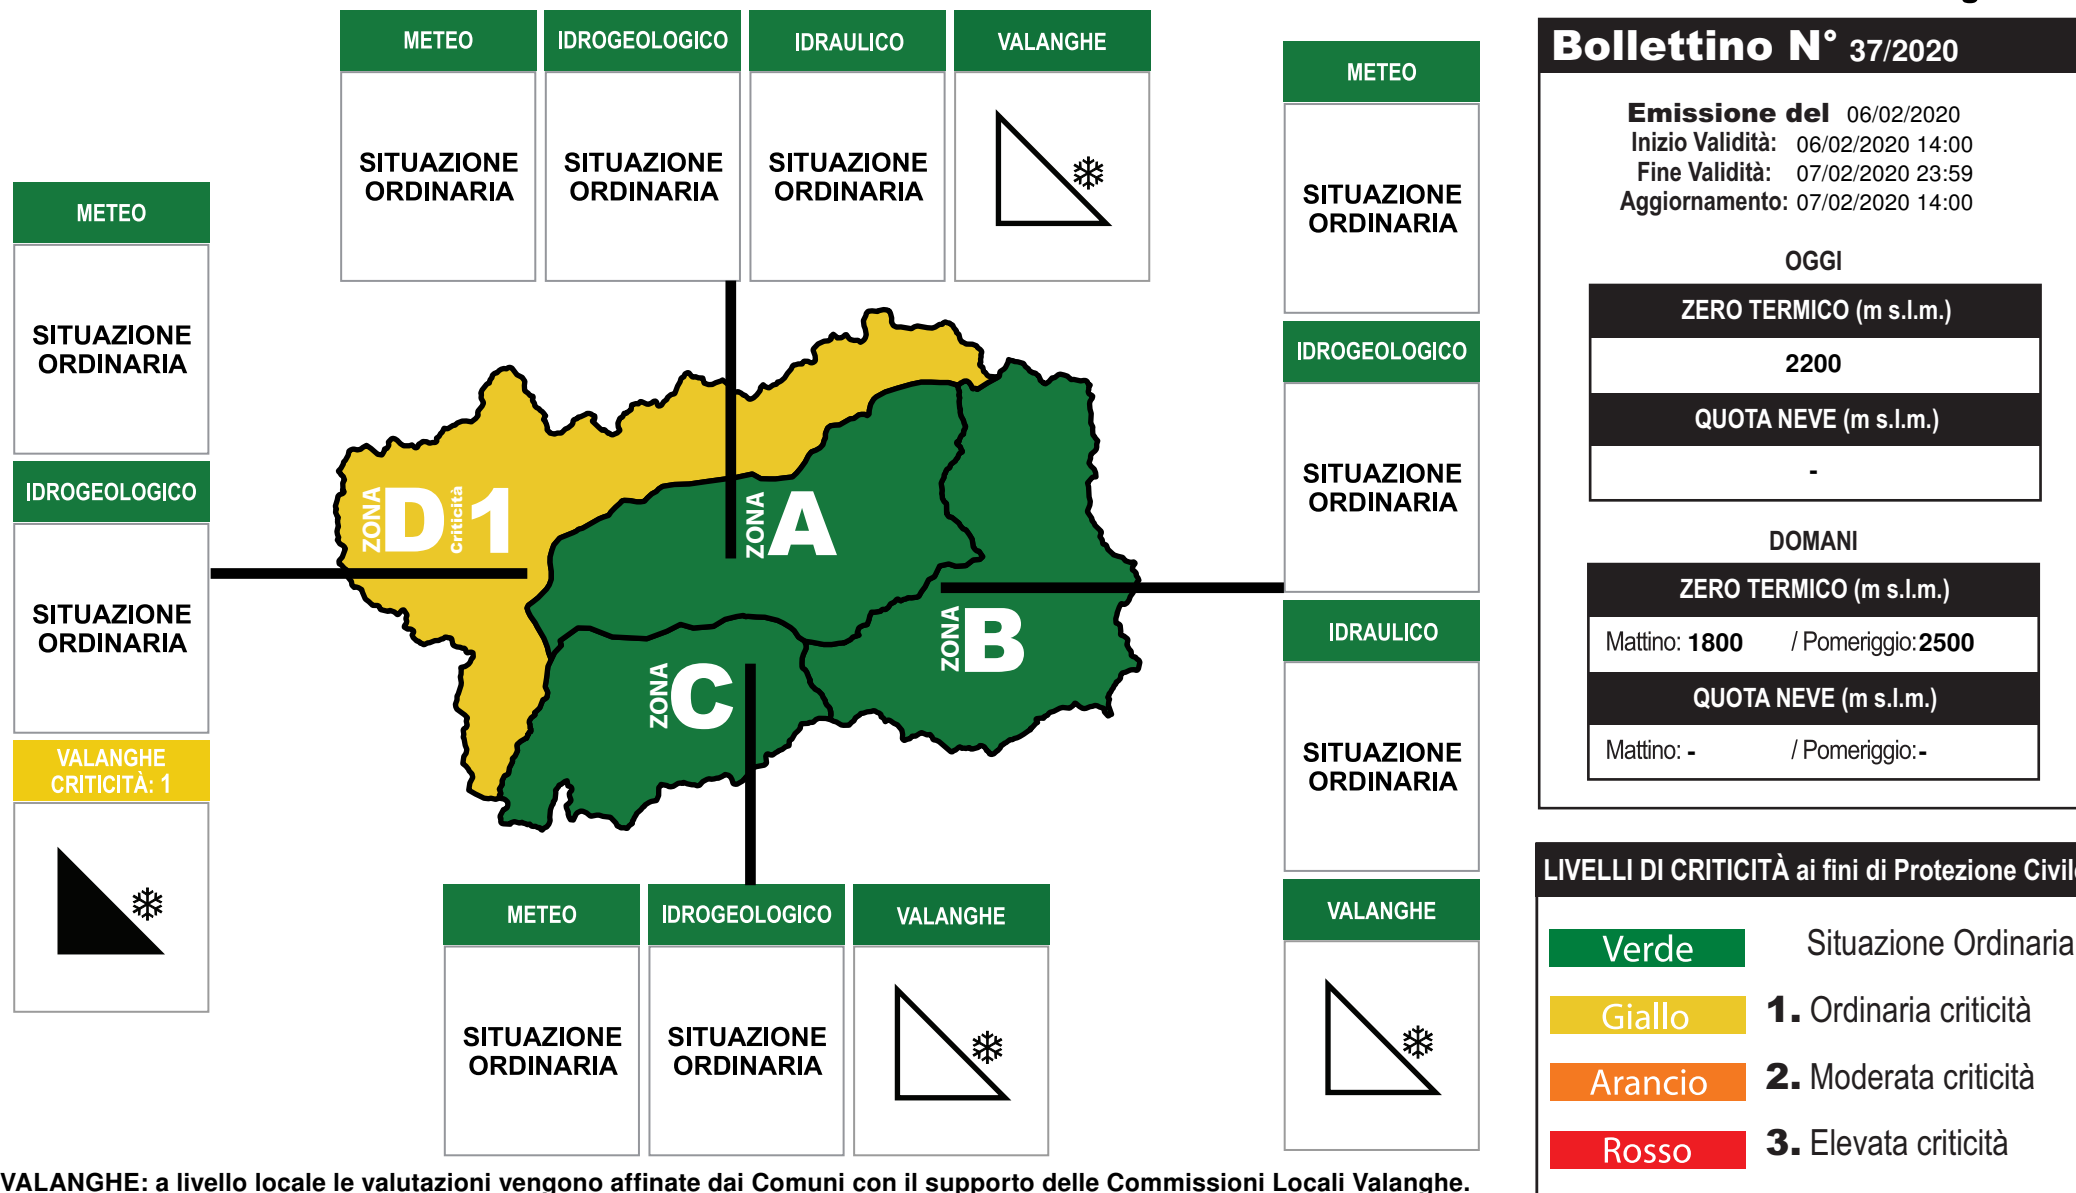 METEO
IDROGEOLOGICO
IDRAULICO
VALANGHE
SITUAZIONE
ORDINARIA
SITUAZIONE
ORDINARIA
SITUAZIONE
ORDINARIA
METEO
SITUAZIONE
ORDINARIA
IDROGEOLOGICO
SITUAZIONE
ORDINARIA
VALANGHE
CRITICITÀ: 1
ZONA D Criticità 1
ZONA A
ZONA B
ZONA C
METEO
SITUAZIONE
ORDINARIA
IDROGEOLOGICO
SITUAZIONE
ORDINARIA
IDRAULICO
SITUAZIONE
ORDINARIA
VALANGHE
METEO
IDROGEOLOGICO
VALANGHE
SITUAZIONE
ORDINARIA
SITUAZIONE
ORDINARIA
VALANGHE: a livello locale le valutazioni vengono affinate dai Comuni con il supporto delle Commissioni Locali Valanghe.
Bollettino N° 37/2020
Emissione del 06/02/2020
Inizio Validità: 06/02/2020 14:00
Fine Validità: 07/02/2020 23:59
Aggiornamento: 07/02/2020 14:00
OGGI
ZERO TERMICO (m s.l.m.)
2200
QUOTA NEVE (m s.l.m.)
-
DOMANI
ZERO TERMICO (m s.l.m.)
Mattino: 1800 / Pomeriggio: 2500
QUOTA NEVE (m s.l.m.)
Mattino: - / Pomeriggio: -
LIVELLI DI CRITICITÀ ai fini di Protezione Civile
Verde Situazione Ordinaria
Giallo 1. Ordinaria criticità
Arancio 2. Moderata criticità
Rosso 3. Elevata criticità